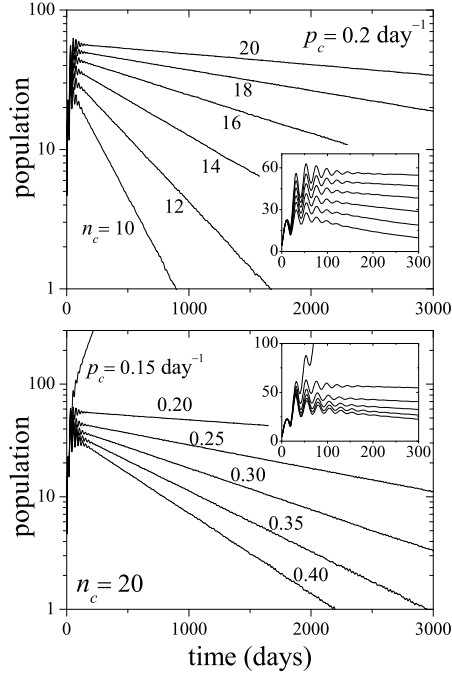 100
p_c = 0.2 day⁻¹
20
18
16
10
14
60
12
30
n_c = 10
0
0 100 200 300
1
0 1000 2000 3000
population
p_c = 0.15 day⁻¹
100
100
50
0.20
0.25
0
0 100 200 300
0.30
10
0.35
0.40
n_c = 20
1
0 1000 2000 3000
population
time (days)